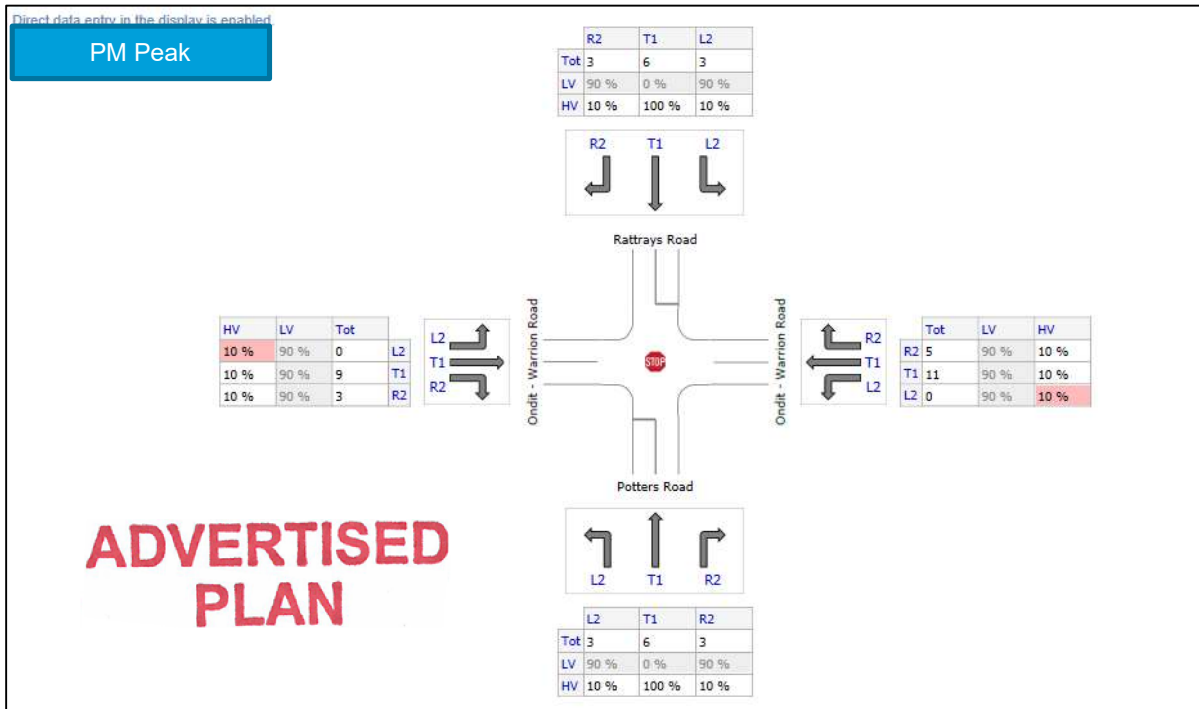 Direct data entry in the display is enabled
PM Peak
R2 T1 L2
Tot 3 6 3
LV 90 % 0 % 90 %
HV 10 % 100 % 10 %
R2 T1 L2
Rattrays Road
HV LV Tot
10 % 90 % 0 L2
10 % 90 % 9 T1
10 % 90 % 3 R2
L2
T1
R2
Ondit - Warrion Road
STOP
Ondit - Warrion Road
R2
T1
L2
Tot LV HV
R2 5 90 % 10 %
T1 11 90 % 10 %
L2 0 90 % 10 %
Potters Road
L2 T1 R2
L2 T1 R2
Tot 3 6 3
LV 90 % 0 % 90 %
HV 10 % 100 % 10 %
ADVERTISED
PLAN